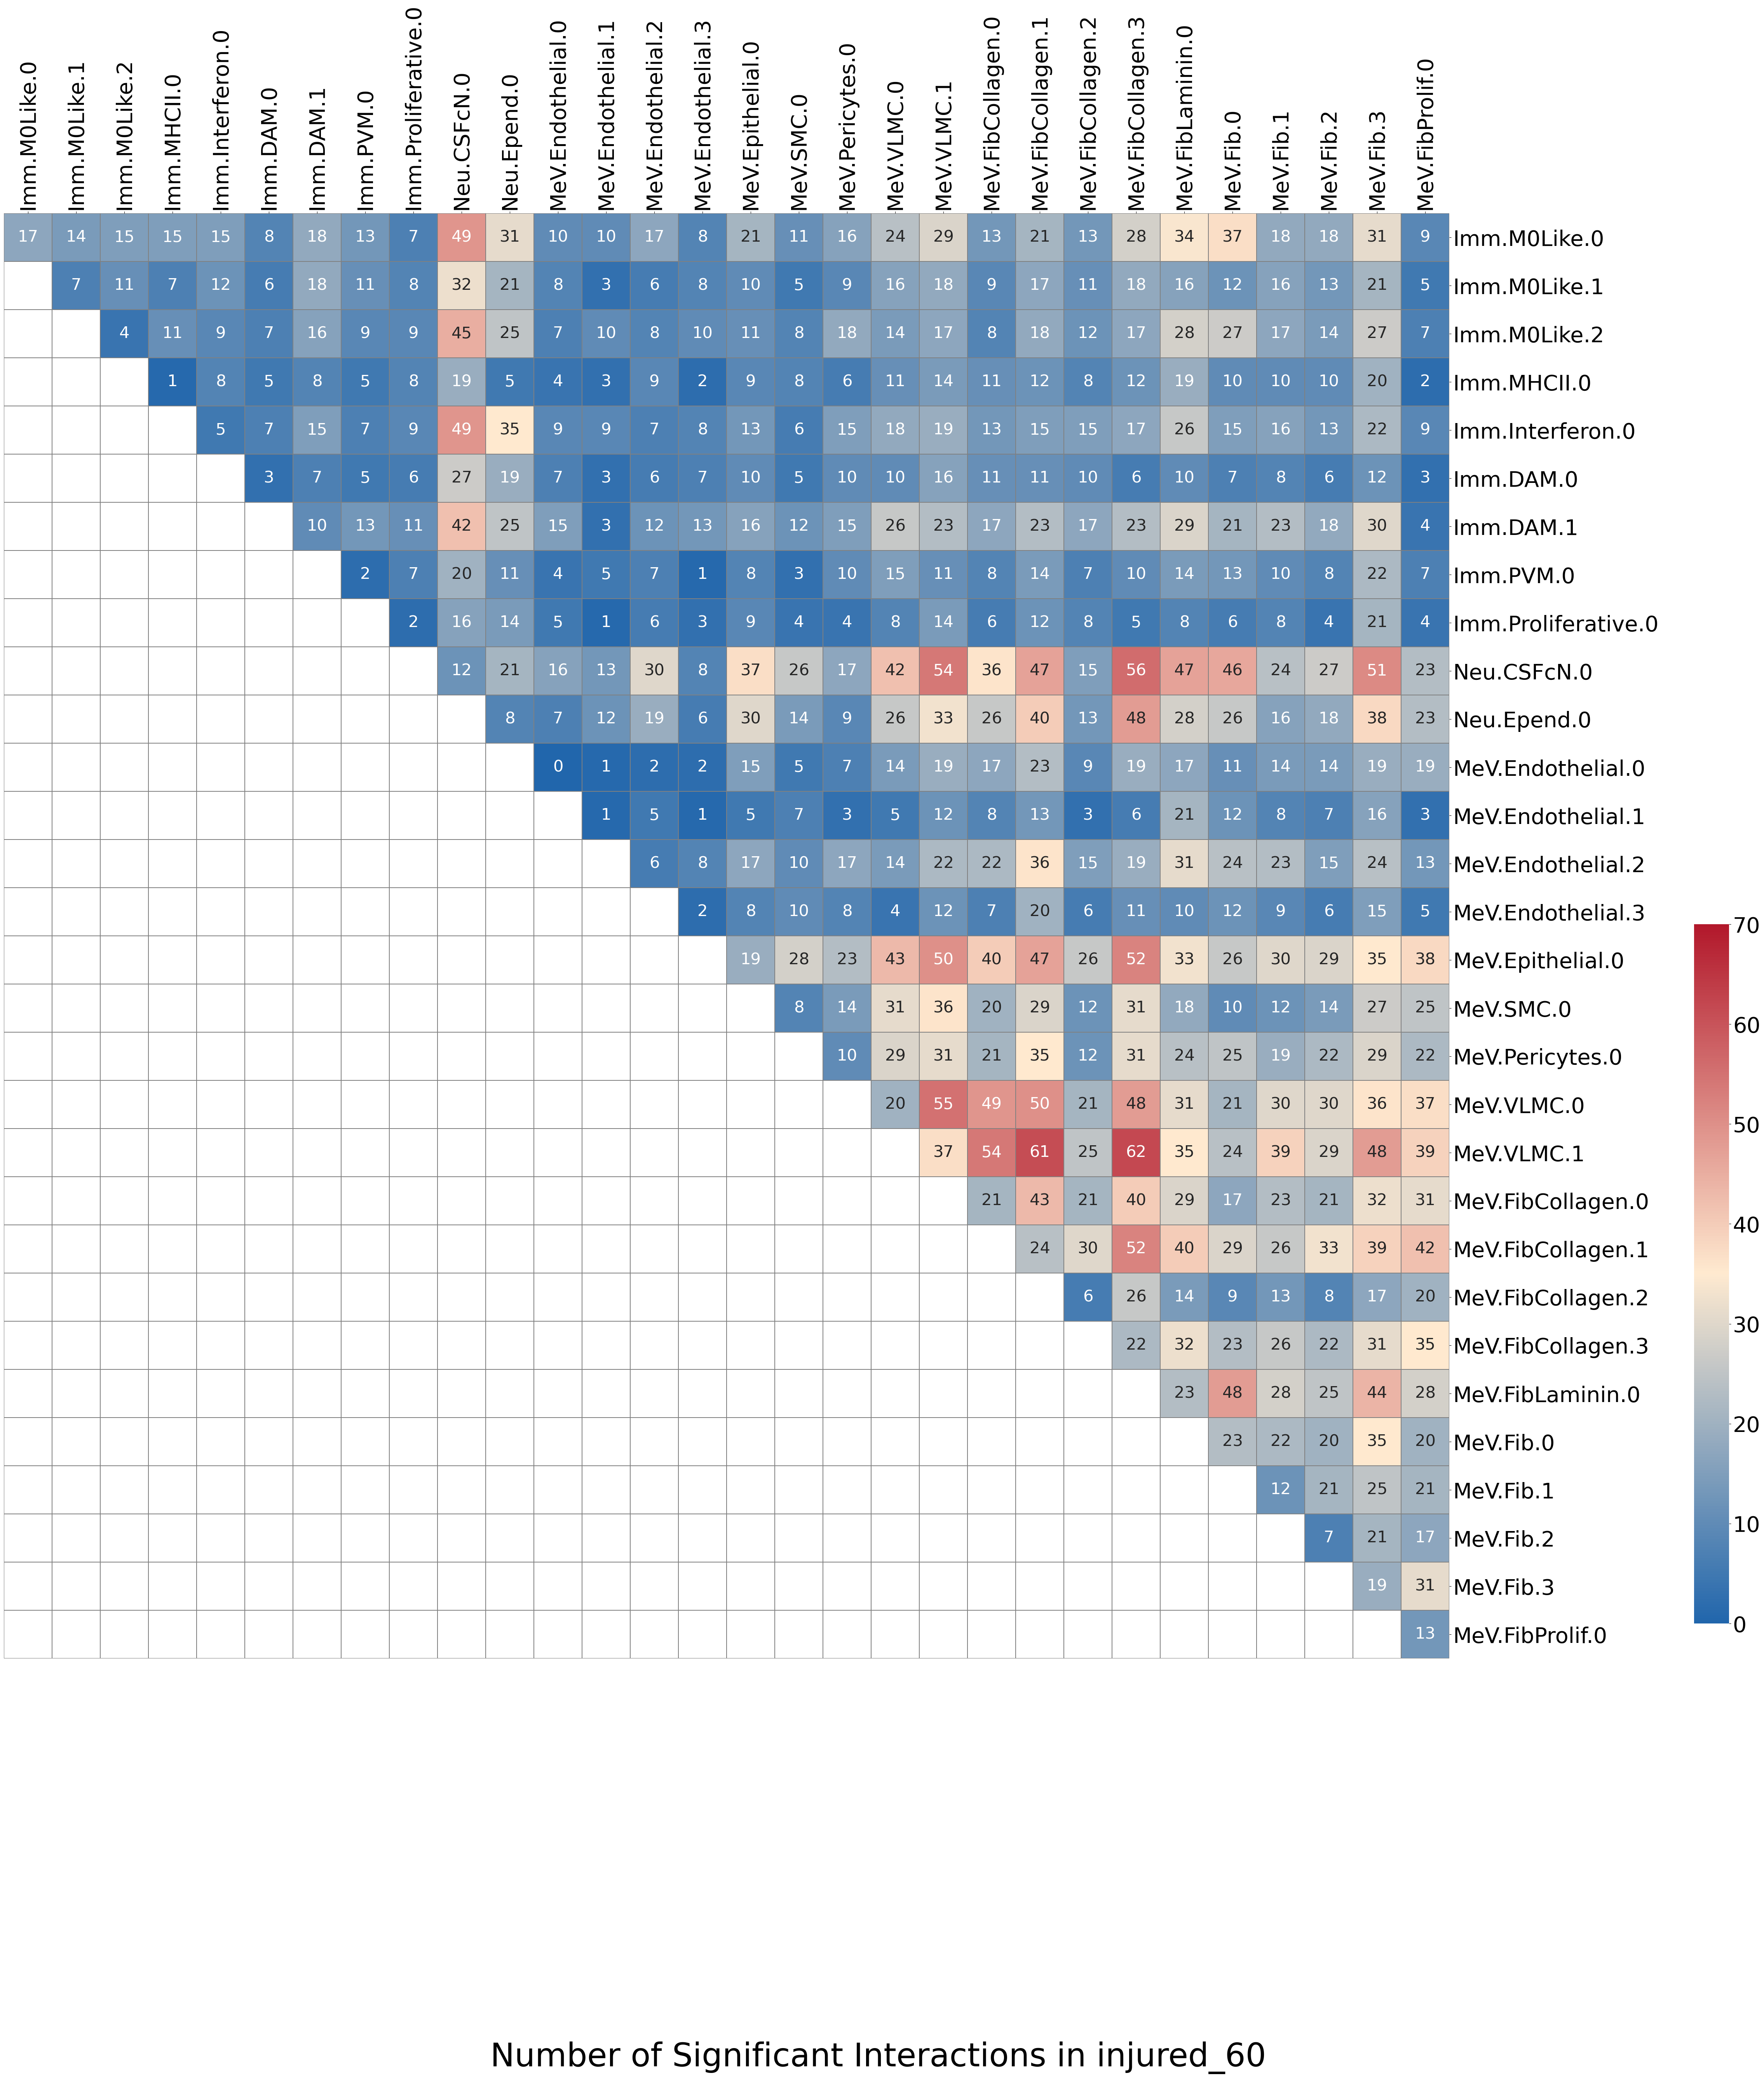 Imm.M0Like.0 Imm.M0Like.1 Imm.M0Like.2 Imm.MHCII.0 Imm.Interferon.0 Imm.DAM.0 Imm.DAM.1 Imm.PVM.0 Imm.Proliferative.0 Neu.CSFcN.0 Neu.Epend.0 MeV.Endothelial.0 MeV.Endothelial.1 MeV.Endothelial.2 MeV.Endothelial.3 MeV.Epithelial.0 MeV.SMC.0 MeV.Pericytes.0 MeV.VLMC.0 MeV.VLMC.1 MeV.FibCollagen.0 MeV.FibCollagen.1 MeV.FibCollagen.2 MeV.FibCollagen.3 MeV.FibLaminin.0 MeV.Fib.0 MeV.Fib.1 MeV.Fib.2 MeV.Fib.3 MeV.FibProlif.0
17 14 15 15 15 8 18 13 7 49 31 10 10 17 8 21 11 16 24 29 13 21 13 28 34 37 18 18 31 9 Imm.M0Like.0
7 11 7 12 6 18 11 8 32 21 8 3 6 8 10 5 9 16 18 9 17 11 18 16 12 16 13 21 5 Imm.M0Like.1
4 11 9 7 16 9 9 45 25 7 10 8 10 11 8 18 14 17 8 18 12 17 28 27 17 14 27 7 Imm.M0Like.2
1 8 5 8 5 8 19 5 4 3 9 2 9 8 6 11 14 11 12 8 12 19 10 10 10 20 2 Imm.MHCII.0
5 7 15 7 9 49 35 9 9 7 8 13 6 15 18 19 13 15 15 17 26 15 16 13 22 9 Imm.Interferon.0
3 7 5 6 27 19 7 3 6 7 10 5 10 10 16 11 11 10 6 10 7 8 6 12 3 Imm.DAM.0
10 13 11 42 25 15 3 12 13 16 12 15 26 23 17 23 17 23 29 21 23 18 30 4 Imm.DAM.1
2 7 20 11 4 5 7 1 8 3 10 15 11 8 14 7 10 14 13 10 8 22 7 Imm.PVM.0
2 16 14 5 1 6 3 9 4 4 8 14 6 12 8 5 8 6 8 4 21 4 Imm.Proliferative.0
12 21 16 13 30 8 37 26 17 42 54 36 47 15 56 47 46 24 27 51 23 Neu.CSFcN.0
8 7 12 19 6 30 14 9 26 33 26 40 13 48 28 26 16 18 38 23 Neu.Epend.0
0 1 2 2 15 5 7 14 19 17 23 9 19 17 11 14 14 19 19 MeV.Endothelial.0
1 5 1 5 7 3 5 12 8 13 3 6 21 12 8 7 16 3 MeV.Endothelial.1
6 8 17 10 17 14 22 22 36 15 19 31 24 23 15 24 13 MeV.Endothelial.2
2 8 10 8 4 12 7 20 6 11 10 12 9 6 15 5 MeV.Endothelial.3
19 28 23 43 50 40 47 26 52 33 26 30 29 35 38 MeV.Epithelial.0
8 14 31 36 20 29 12 31 18 10 12 14 27 25 MeV.SMC.0
10 29 31 21 35 12 31 24 25 19 22 29 22 MeV.Pericytes.0
20 55 49 50 21 48 31 21 30 30 36 37 MeV.VLMC.0
37 54 61 25 62 35 24 39 29 48 39 MeV.VLMC.1
21 43 21 40 29 17 23 21 32 31 MeV.FibCollagen.0
24 30 52 40 29 26 33 39 42 MeV.FibCollagen.1
6 26 14 9 13 8 17 20 MeV.FibCollagen.2
22 32 23 26 22 31 35 MeV.FibCollagen.3
23 48 28 25 44 28 MeV.FibLaminin.0
23 22 20 35 20 MeV.Fib.0
12 21 25 21 MeV.Fib.1
7 21 17 MeV.Fib.2
19 31 MeV.Fib.3
13 MeV.FibProlif.0
70
60
50
40
30
20
10
0
Number of Significant Interactions in injured_60